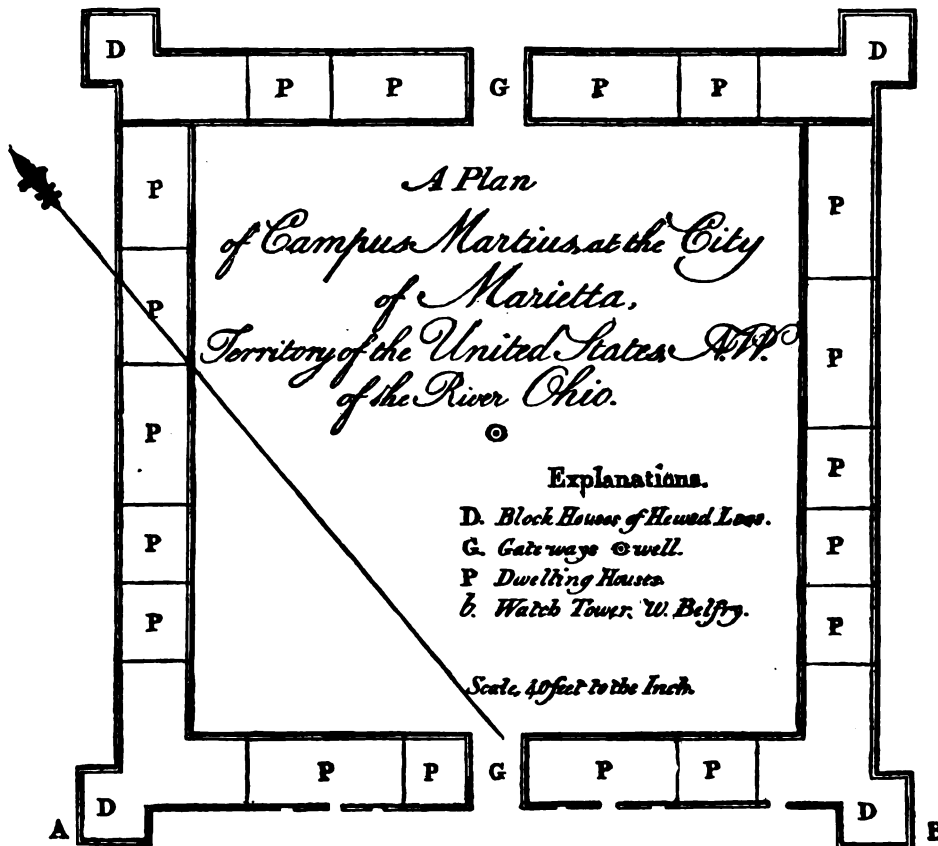 D D
P P G P P
P P
A Plan
of Campus Martius, at the City
of Marietta,
Territory of the United States, N.W.
of the River Ohio.
P P
P P
Explanations.
D. Block Houses of Hewed Logs.
G. Gateways ⊙ well.
P Dwelling Houses
b. Watch Tower. W. Belfry.
P P
P P
Scale, 40 feet to the Inch.
P P G P P
A D D B